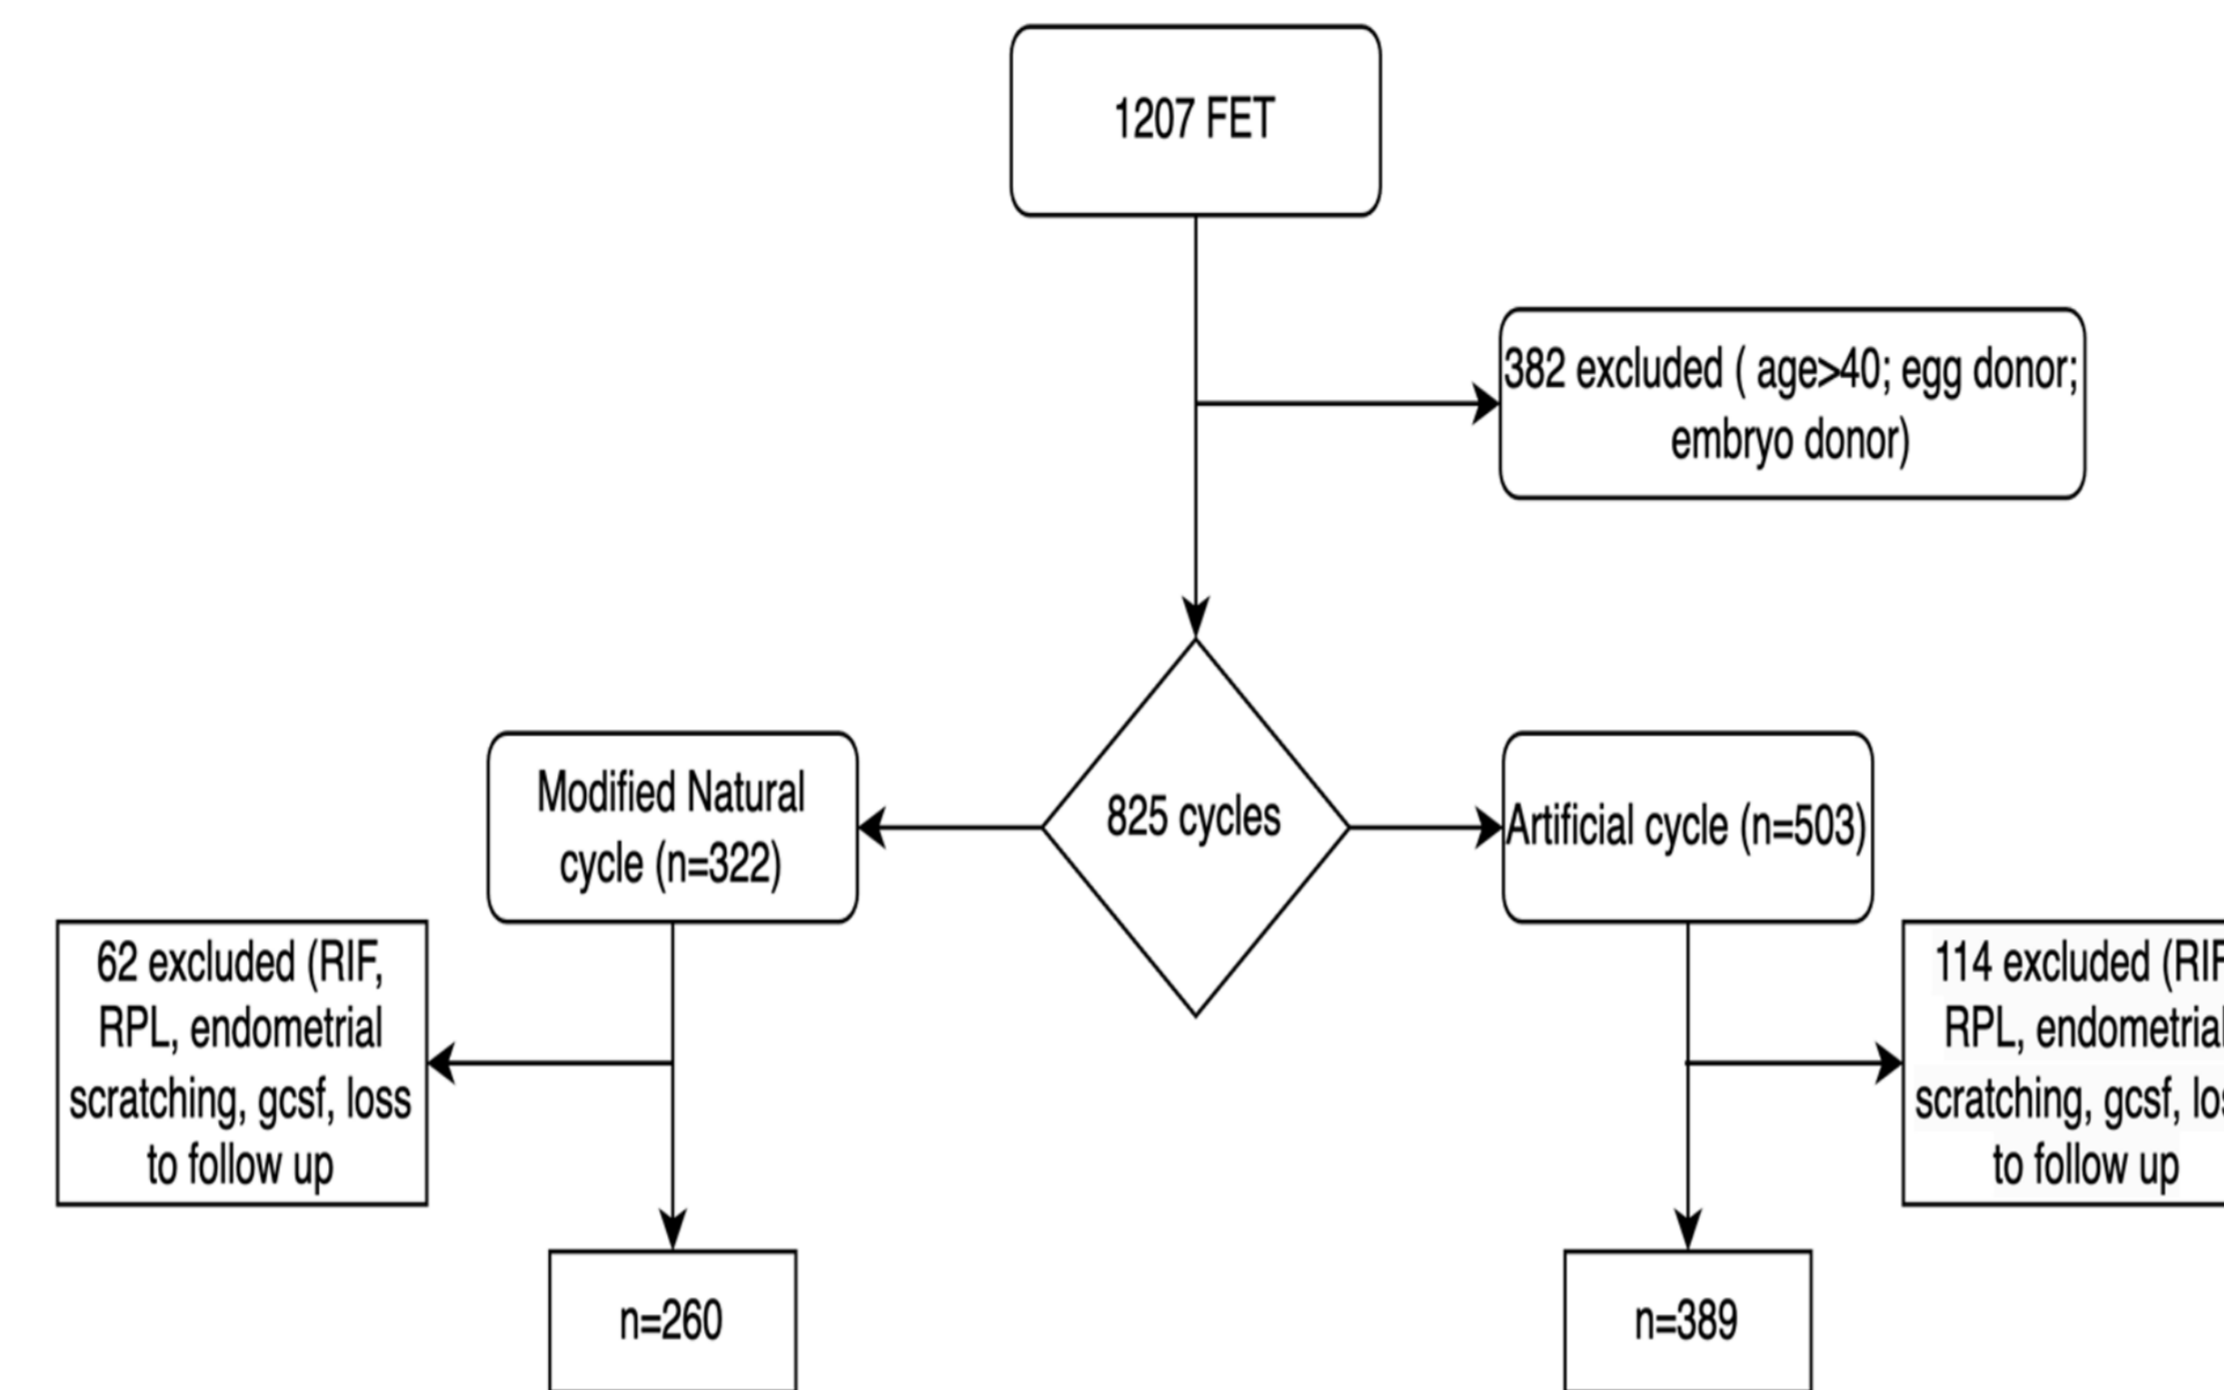 1207 FET
382 excluded ( age>40; egg donor;
embryo donor)
Modified Natural
cycle (n=322)
825 cycles
Artificial cycle (n=503)
62 excluded (RIF,
RPL, endometrial
scratching, gcsf, loss
to follow up
114 excluded (RIF
RPL, endometrial
scratching, gcsf,
to follow up
n=260
n=389